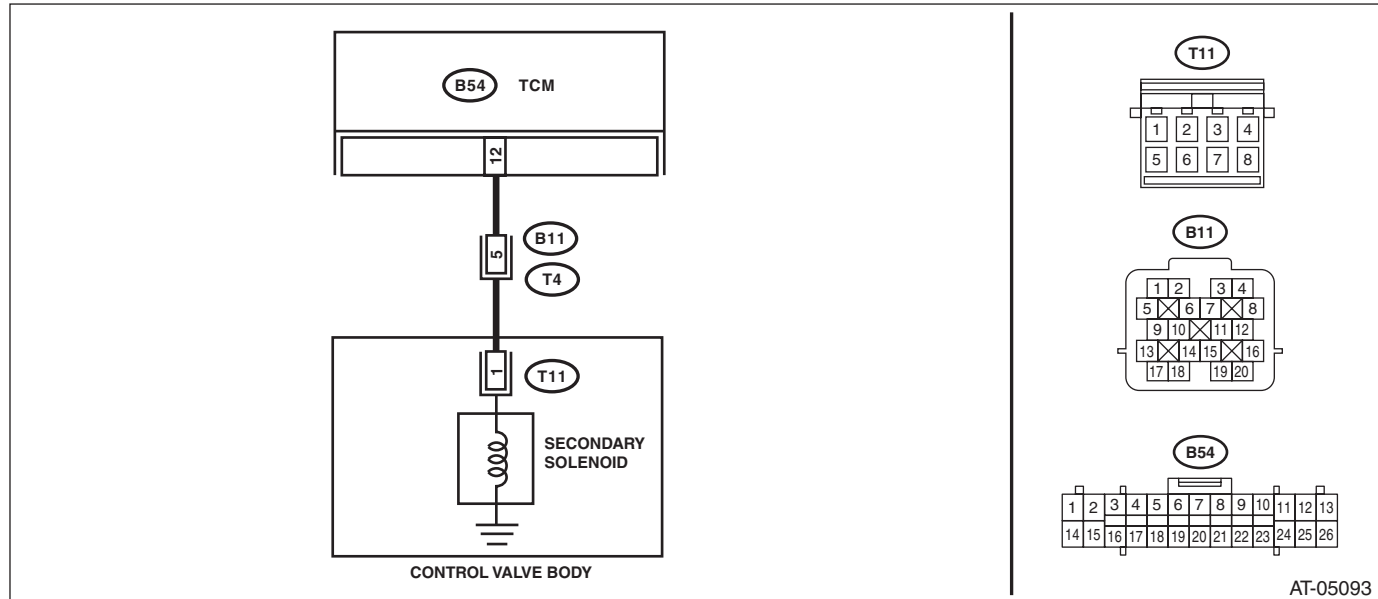 B54 TCM
12
5
B11
T4
1
T11
SECONDARY
SOLENOID
CONTROL VALVE BODY
T11
1 2 3 4
5 6 7 8
B11
1 2 3 4
5 6 7 8
9 10 11 12
13 14 15 16
17 18 19 20
B54
1 2 3 4 5 6 7 8 9 10 11 12 13
14 15 16 17 18 19 20 21 22 23 24 25 26
AT-05093